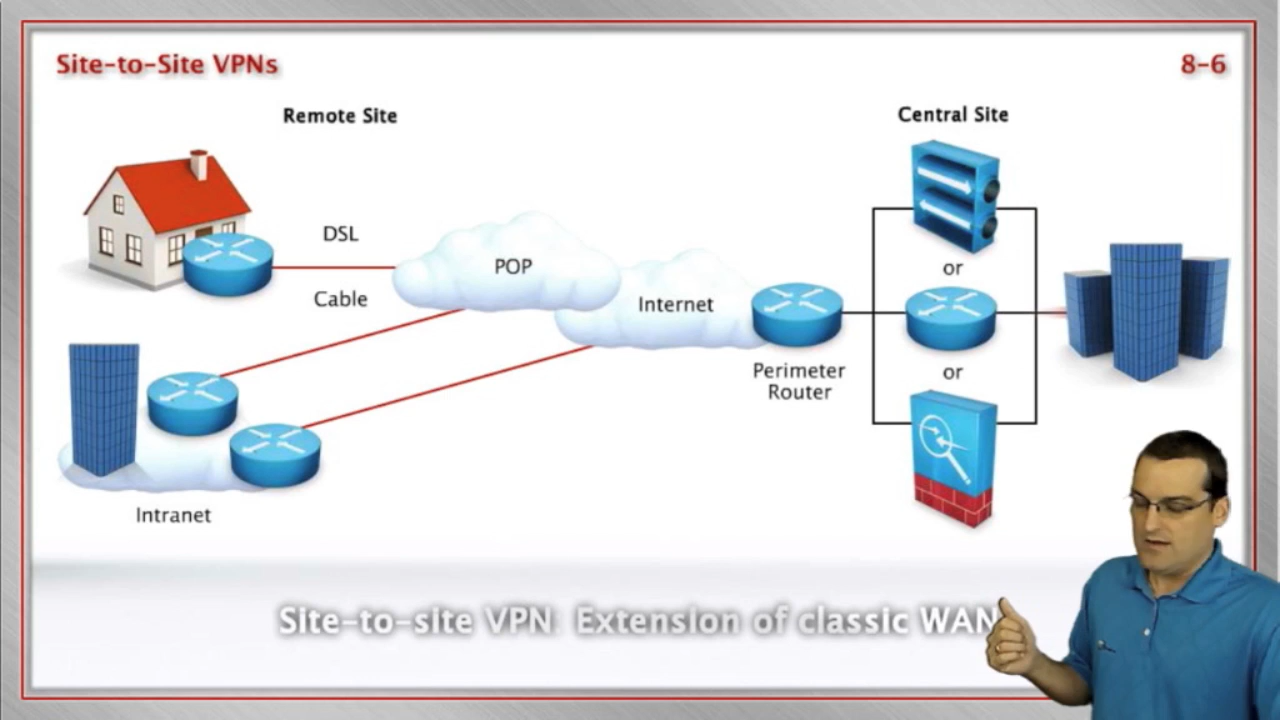 Site-to-Site VPNs
8-6
Remote Site
Central Site
DSL
POP
or
Cable
Internet
Perimeter
Router
or
Intranet
Site-to-site VPN: Extension of classic WAN